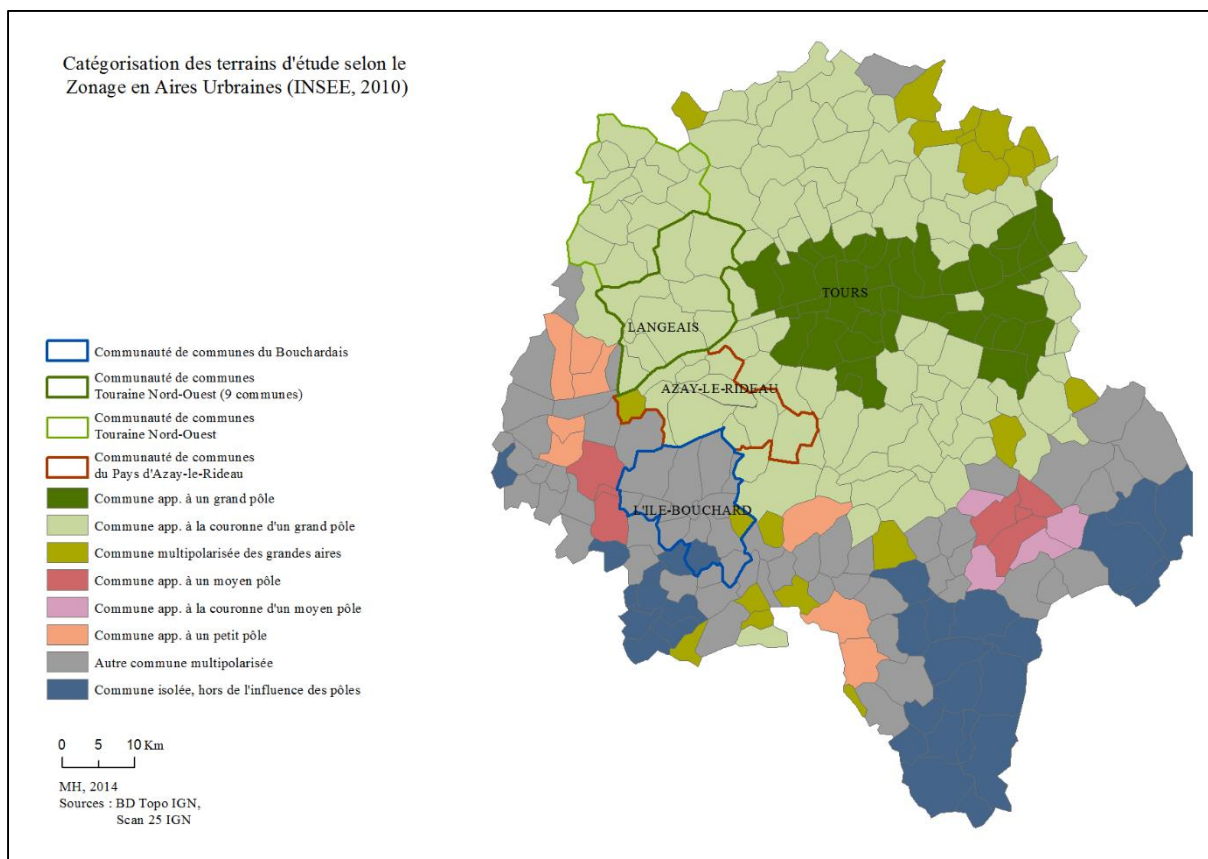 Catégorisation des terrains d'étude selon le
Zonage en Aires Urbaines (INSEE, 2010)
TOURS
LANGEAIS
AZAY-LE-RIDEAU
L'ILE-BOUCHARD
Communauté de communes du Bouchardais
Communauté de communes
Touraine Nord-Ouest (9 communes)
Communauté de communes
Touraine Nord-Ouest
Communauté de communes
du Pays d'Azay-le-Rideau
Commune app. à un grand pôle
Commune app. à la couronne d'un grand pôle
Commune multipolarisée des grandes aires
Commune app. à un moyen pôle
Commune app. à la couronne d'un moyen pôle
Commune app. à un petit pôle
Autre commune multipolarisée
Commune isolée, hors de l'influence des pôles
0 5 10 Km
MH, 2014
Sources : BD Topo IGN,
Scan 25 IGN